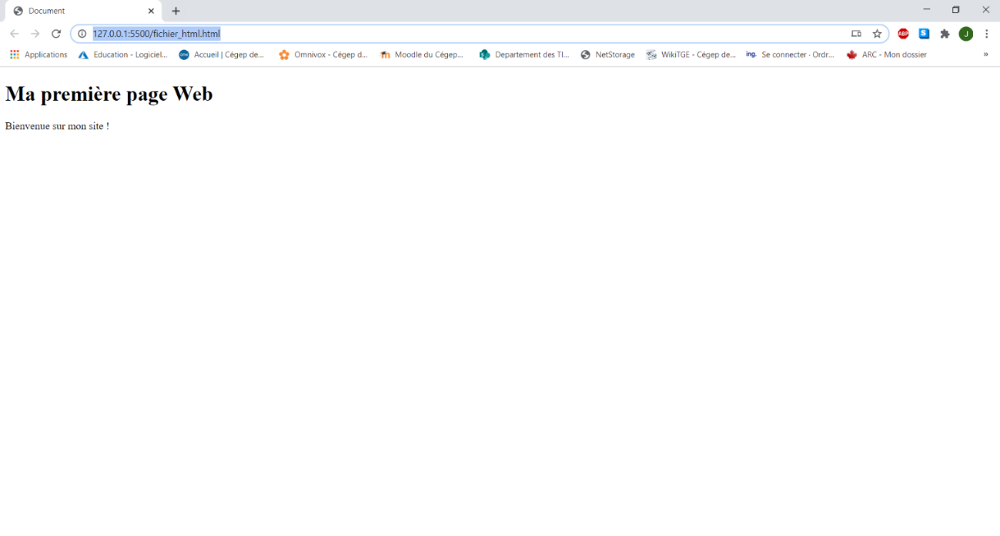 Document
127.0.0.1:5500/fichier_html.html
ABP
S
J
Applications Education - Logiciel... Accueil | Cégep de... Omnivox - Cégep d... Moodle du Cégep... Departement des TI... NetStorage WikiTGE - Cégep de... ing. Se connecter - Ordr... ARC - Mon dossier »
Ma première page Web
Bienvenue sur mon site !